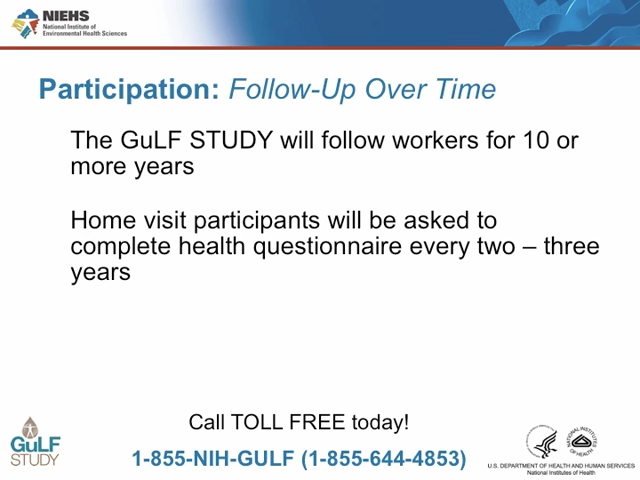 NIEHS
National Institute of
Environmental Health Sciences
Participation: Follow-Up Over Time
The GuLF STUDY will follow workers for 10 or
more years
Home visit participants will be asked to
complete health questionnaire every two – three
years
Call TOLL FREE today!
1-855-NIH-GULF (1-855-644-4853)
GuLF
STUDY
U.S. DEPARTMENT OF HEALTH AND HUMAN SERVICES
National Institutes of Health